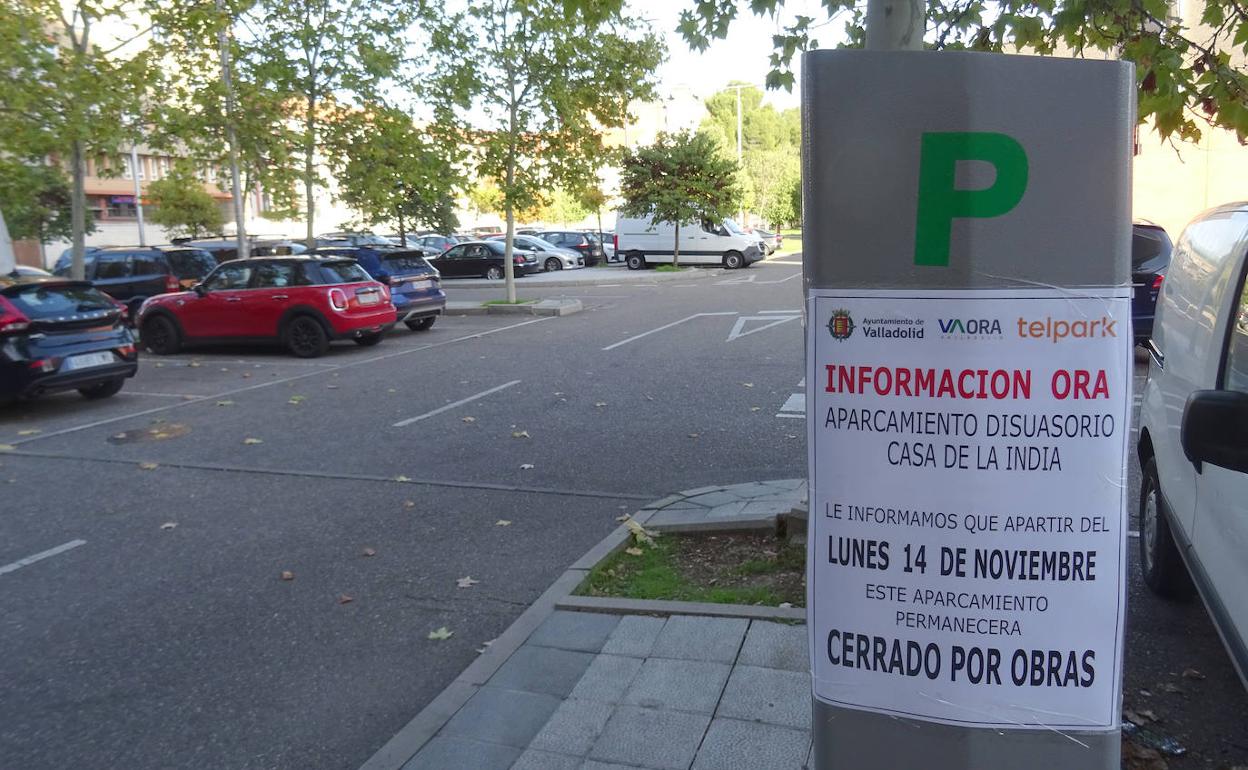 P
Ayuntamiento de
Valladolid
VAORA
VALLADOLID
telpark
INFORMACION ORA
APARCAMIENTO DISUASORIO
CASA DE LA INDIA
LE INFORMAMOS QUE APARTIR DEL
LUNES 14 DE NOVIEMBRE
ESTE APARCAMIENTO
PERMANECERA
CERRADO POR OBRAS